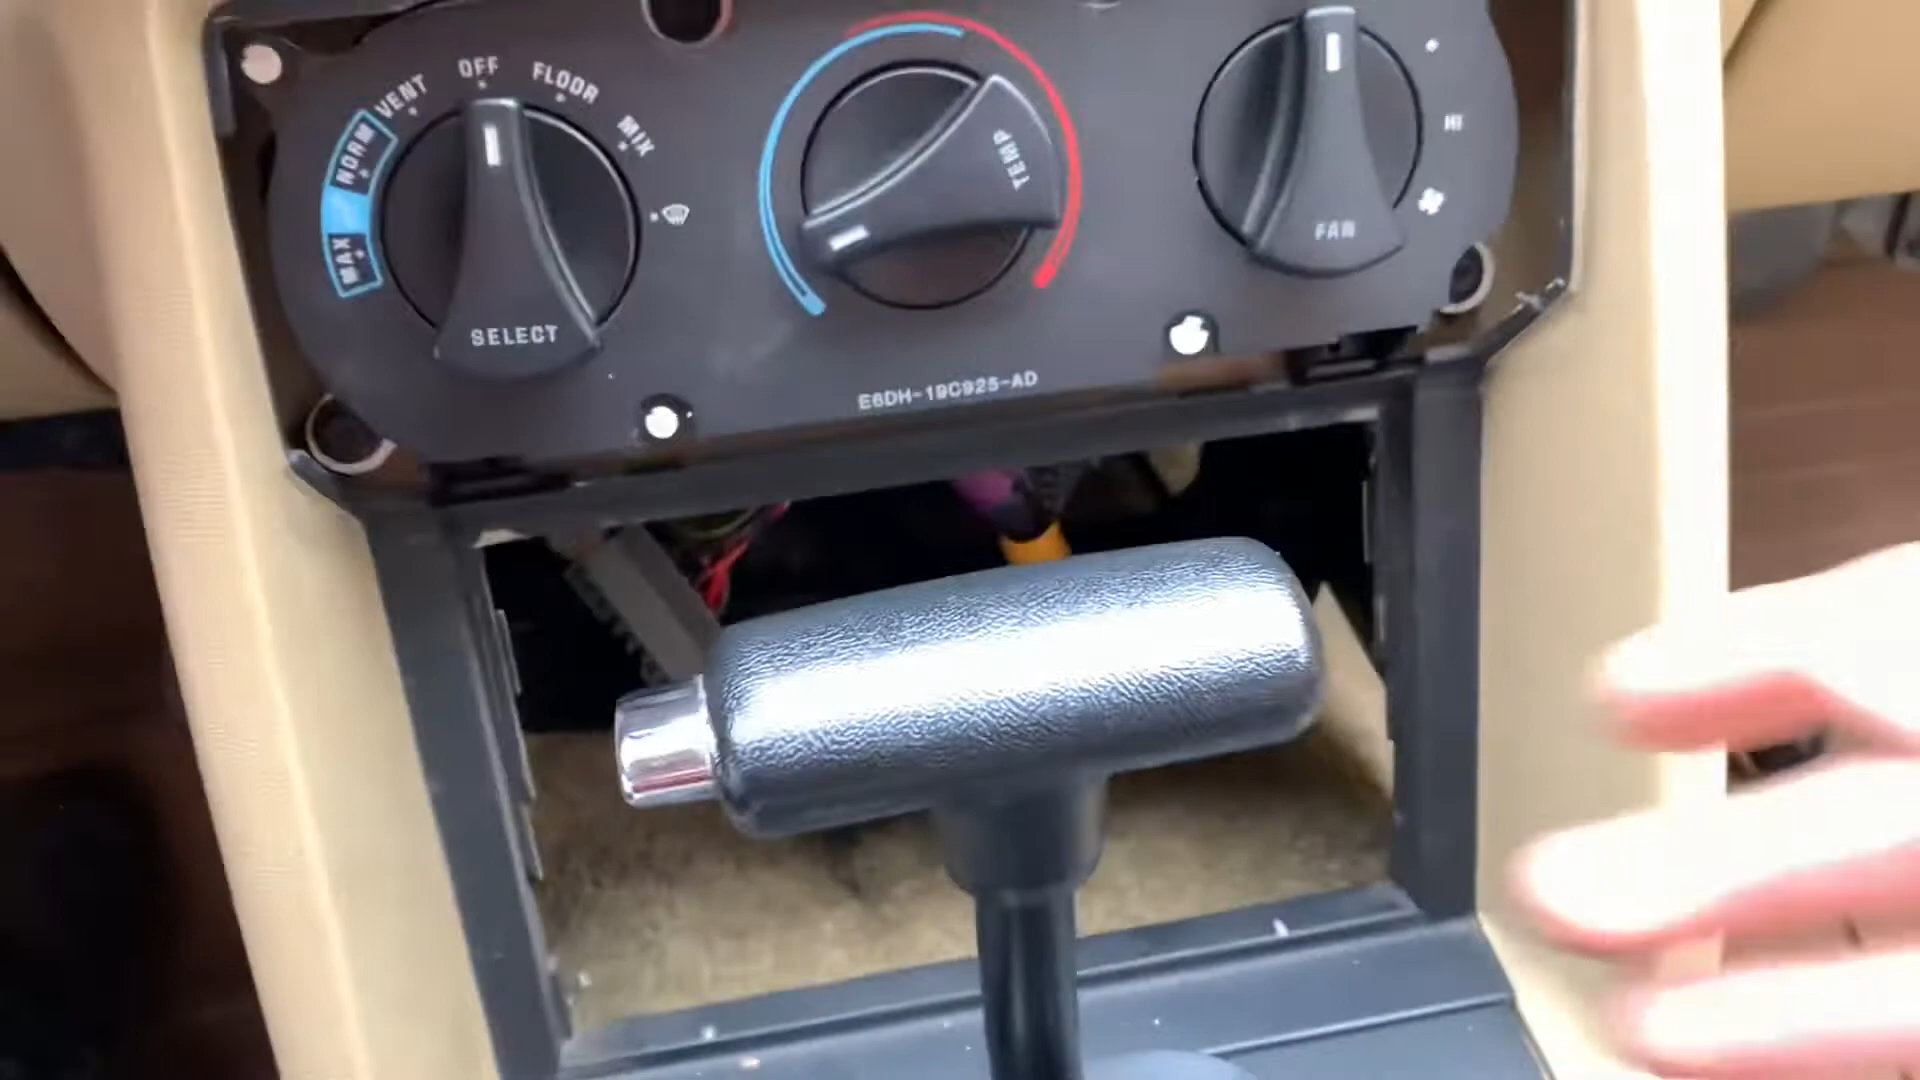 OFF
FLOOR
VENT
MIX
NORM
MAX
SELECT
TEMP
HI
FAN
E6DH-19C925-AD